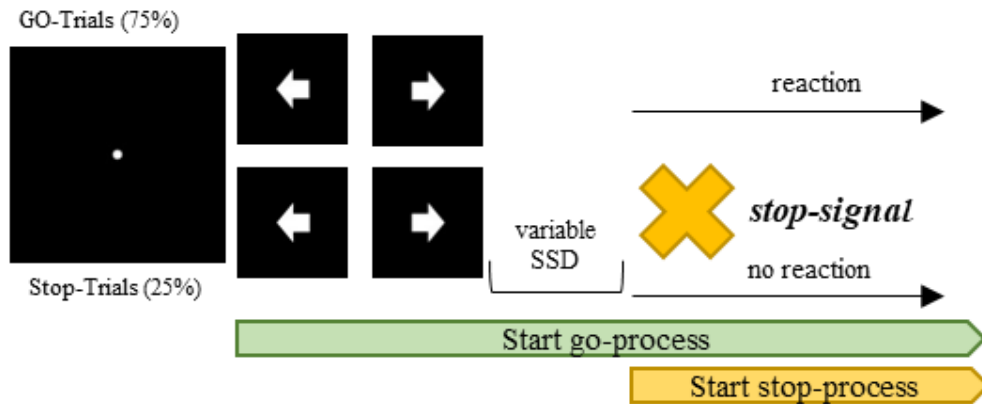 GO-Trials (75%)
reaction
stop-signal
variable
SSD
no reaction
Stop-Trials (25%)
Start go-process
Start stop-process